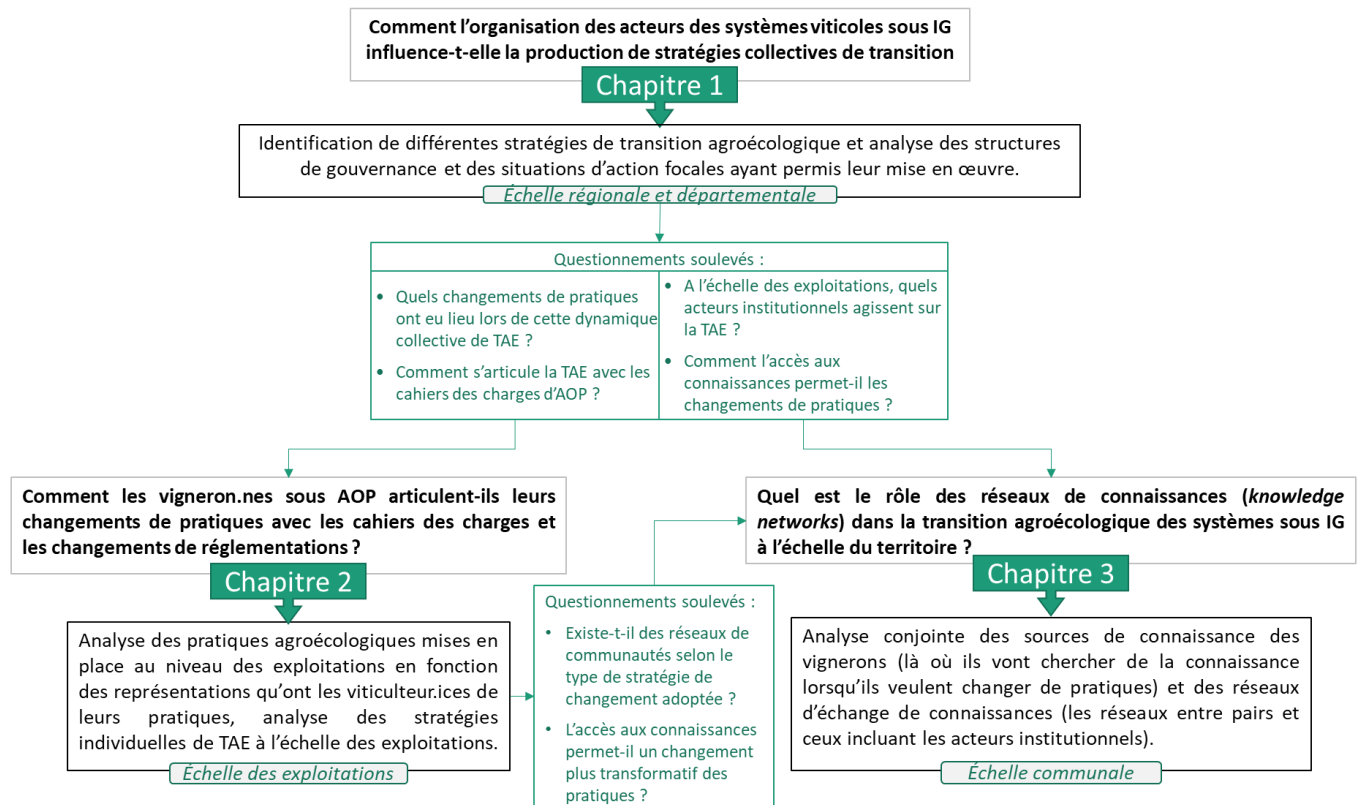 Comment l'organisation des acteurs des systèmes viticoles sous IG
influence-t-elle la production de stratégies collectives de transition
Chapitre 1
Identification de différentes stratégies de transition agroécologique et analyse des structures
de gouvernance et des situations d'action focales ayant permis leur mise en œuvre.
Échelle régionale et départementale
Questionnements soulevés :
• Quels changements de pratiques
ont eu lieu lors de cette dynamique
collective de TAE ?
• Comment s'articule la TAE avec les
cahiers des charges d'AOP ?
• A l'échelle des exploitations, quels
acteurs institutionnels agissent sur
la TAE ?
• Comment l'accès aux
connaissances permet-il les
changements de pratiques ?
Comment les vigneron.nes sous AOP articulent-ils leurs
changements de pratiques avec les cahiers des charges et
les changements de réglementations ?
Chapitre 2
Analyse des pratiques agroécologiques mises en
place au niveau des exploitations en fonction
des représentations qu'ont les viticulteur.ices de
leurs pratiques, analyse des stratégies
individuelles de TAE à l'échelle des exploitations.
Échelle des exploitations
Questionnements soulevés :
• Existe-t-il des réseaux de
communautés selon le
type de stratégie de
changement adoptée ?
• L'accès aux connaissances
permet-il un changement
plus transformatif des
pratiques ?
Quel est le rôle des réseaux de connaissances (knowledge
networks) dans la transition agroécologique des systèmes sous IG
à l'échelle du territoire ?
Chapitre 3
Analyse conjointe des sources de connaissance des
vignerons (là où ils vont chercher de la connaissance
lorsqu'ils veulent changer de pratiques) et des réseaux
d'échange de connaissances (les réseaux entre pairs et
ceux incluant les acteurs institutionnels).
Échelle communale